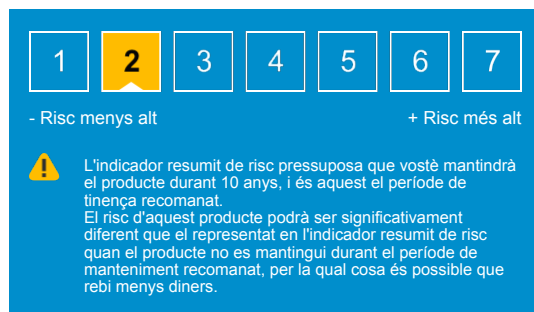 1 2 3 4 5 6 7
- Risc menys alt + Risc més alt
L'indicador resumit de risc pressuposa que vostè mantindrà
el producte durant 10 anys, i és aquest el període de
tinença recomanat.
El risc d'aquest producte podrà ser significativament
diferent que el representat en l'indicador resumit de risc
quan el producte no es mantingui durant el període de
manteniment recomanat, per la qual cosa és possible que
rebi menys diners.